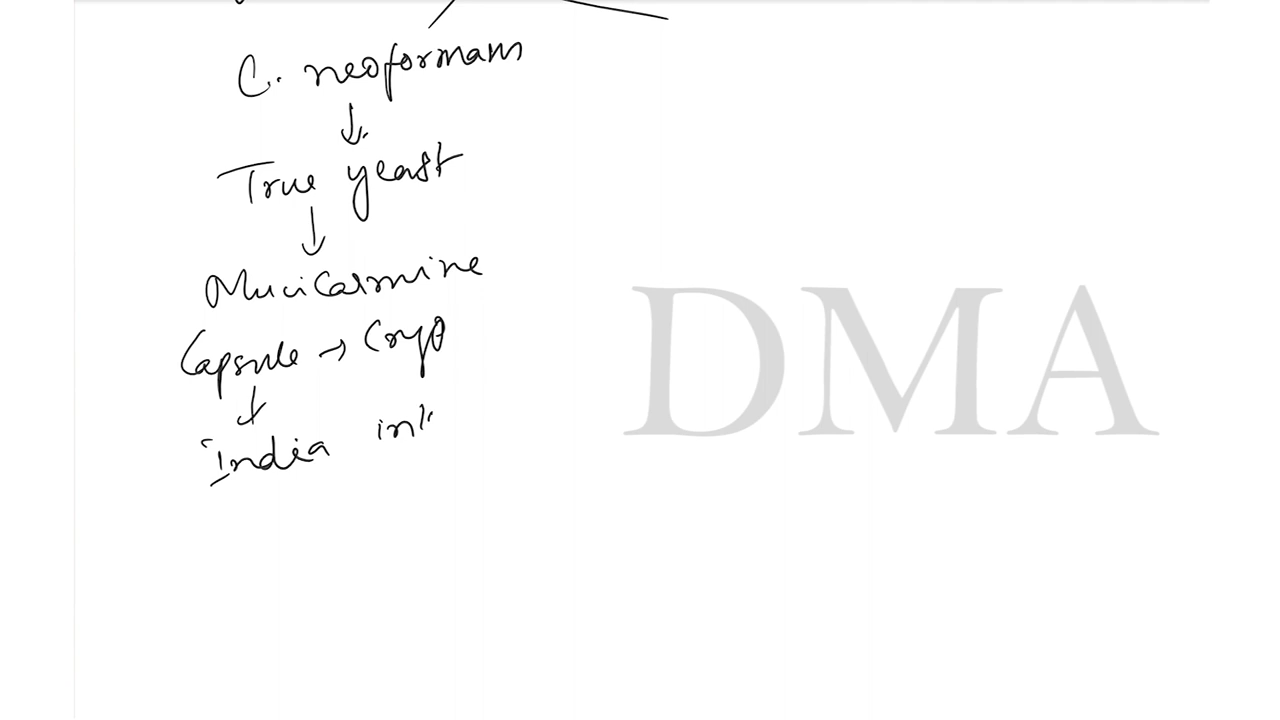 C. neoformans
↓
True yeast
↓
Mucicarmine
Capsule → Cryp
↓
India ink
DMA